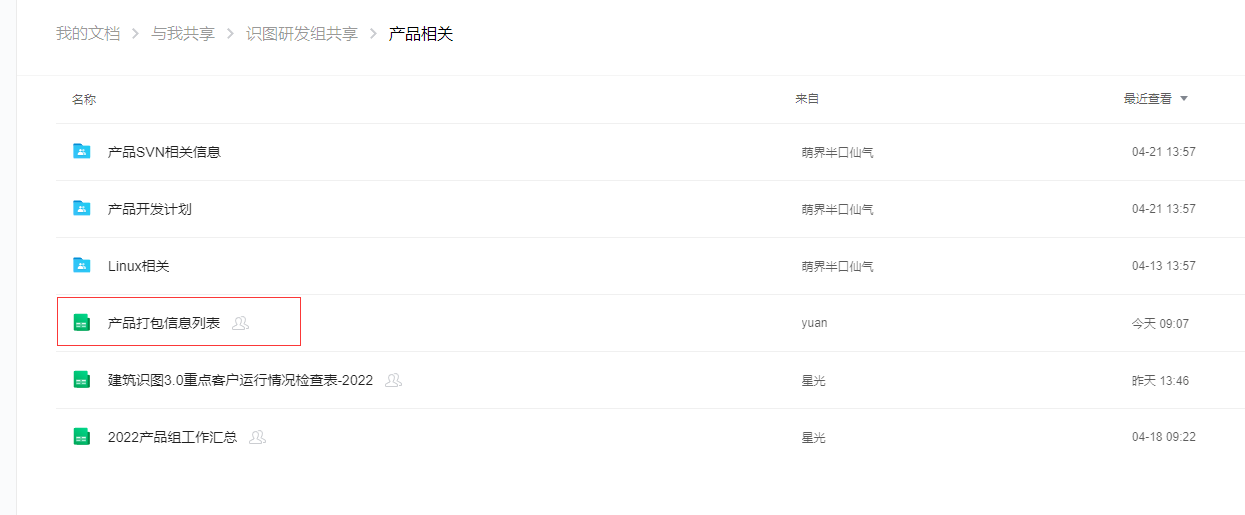 我的文档 > 与我共享 > 识图研发组共享 > 产品相关
名称 来自 最近查看
产品SVN相关信息 萌界半口仙气 04-21 13:57
产品开发计划 萌界半口仙气 04-21 13:57
Linux相关 萌界半口仙气 04-13 13:57
产品打包信息列表 yuan 今天 09:07
建筑识图3.0重点客户运行情况检查表-2022 星光 昨天 13:46
2022产品组工作汇总 星光 04-18 09:22